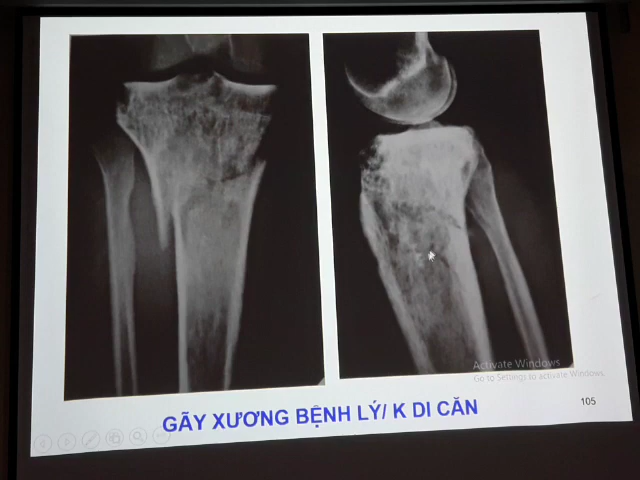 Activate Windows
Go to Settings to activate Windows.
GÃY XƯƠNG BỆNH LÝ/ K DI CĂN
105